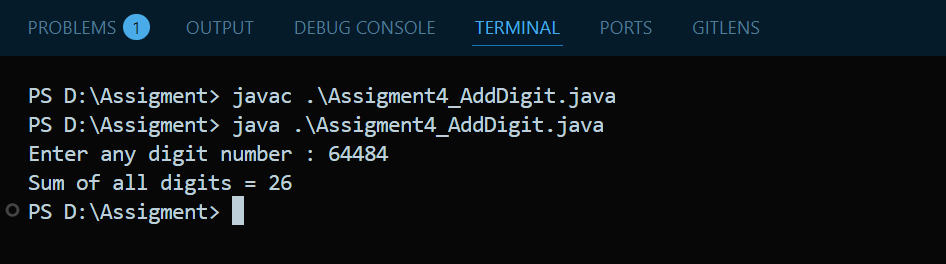 PROBLEMS 1 OUTPUT DEBUG CONSOLE TERMINAL PORTS GITLENS
PS D:\Assigment> javac .\Assigment4_AddDigit.java
PS D:\Assigment> java .\Assigment4_AddDigit.java
Enter any digit number : 64484
Sum of all digits = 26
PS D:\Assigment>